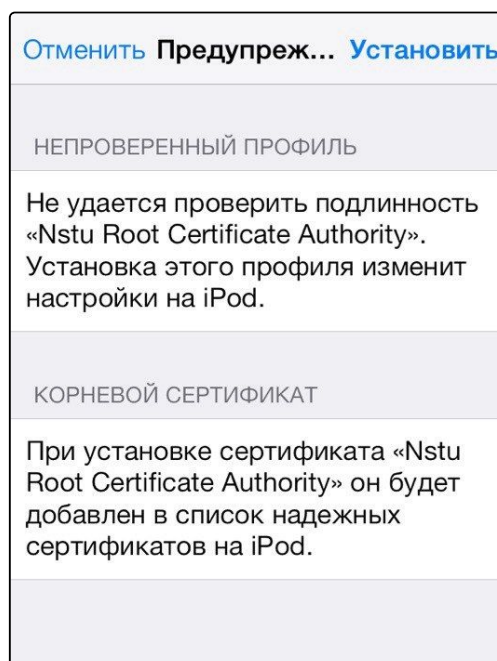 Отменить Предупреж... Установить
НЕПРОВЕРЕННЫЙ ПРОФИЛЬ
Не удается проверить подлинность
«Nstu Root Certificate Authority».
Установка этого профиля изменит
настройки на iPod.
КОРНЕВОЙ СЕРТИФИКАТ
При установке сертификата «Nstu
Root Certificate Authority» он будет
добавлен в список надежных
сертификатов на iPod.